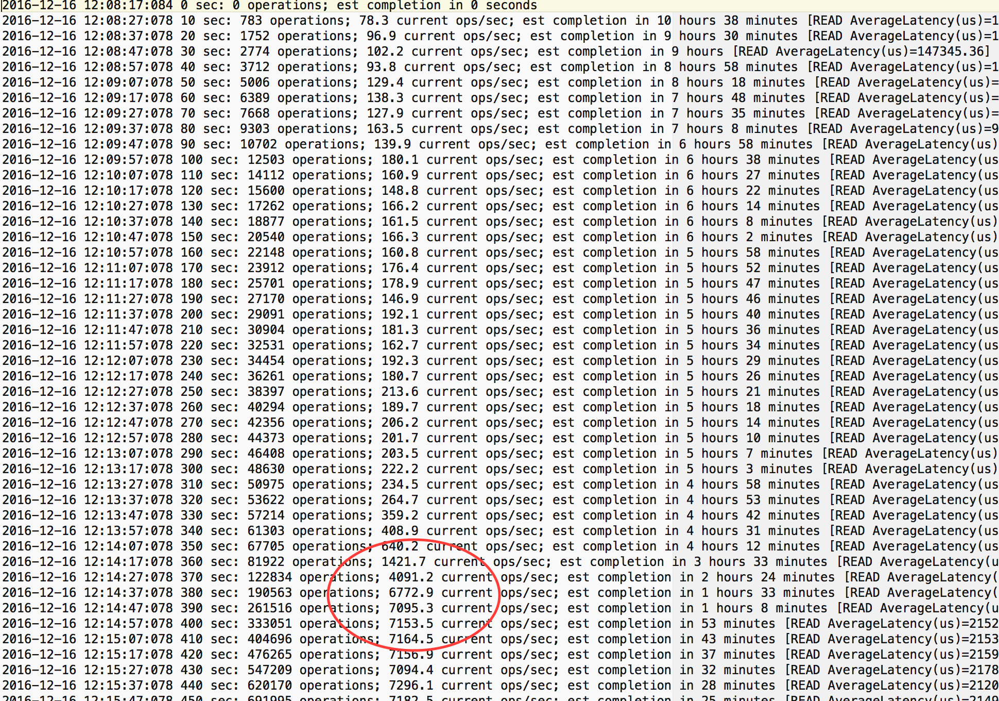 2016-12-16 12:08:17:084 0 sec: 0 operations; est completion in 0 seconds
2016-12-16 12:08:27:078 10 sec: 783 operations; 78.3 current ops/sec; est completion in 10 hours 38 minutes [READ AverageLatency(us)=1
2016-12-16 12:08:37:078 20 sec: 1752 operations; 96.9 current ops/sec; est completion in 9 hours 30 minutes [READ AverageLatency(us)=1
2016-12-16 12:08:47:078 30 sec: 2774 operations; 102.2 current ops/sec; est completion in 9 hours [READ AverageLatency(us)=147345.36]
2016-12-16 12:08:57:078 40 sec: 3712 operations; 93.8 current ops/sec; est completion in 8 hours 58 minutes [READ AverageLatency(us)=1
2016-12-16 12:09:07:078 50 sec: 5006 operations; 129.4 current ops/sec; est completion in 8 hours 18 minutes [READ AverageLatency(us)=
2016-12-16 12:09:17:078 60 sec: 6389 operations; 138.3 current ops/sec; est completion in 7 hours 48 minutes [READ AverageLatency(us)=
2016-12-16 12:09:27:078 70 sec: 7668 operations; 127.9 current ops/sec; est completion in 7 hours 35 minutes [READ AverageLatency(us)=
2016-12-16 12:09:37:078 80 sec: 9303 operations; 163.5 current ops/sec; est completion in 7 hours 8 minutes [READ AverageLatency(us)=9
2016-12-16 12:09:47:078 90 sec: 10702 operations; 139.9 current ops/sec; est completion in 6 hours 58 minutes [READ AverageLatency(us)
2016-12-16 12:09:57:078 100 sec: 12503 operations; 180.1 current ops/sec; est completion in 6 hours 38 minutes [READ AverageLatency(us
2016-12-16 12:10:07:078 110 sec: 14112 operations; 160.9 current ops/sec; est completion in 6 hours 27 minutes [READ AverageLatency(us
2016-12-16 12:10:17:078 120 sec: 15600 operations; 148.8 current ops/sec; est completion in 6 hours 22 minutes [READ AverageLatency(us
2016-12-16 12:10:27:078 130 sec: 17262 operations; 166.2 current ops/sec; est completion in 6 hours 14 minutes [READ AverageLatency(us
2016-12-16 12:10:37:078 140 sec: 18877 operations; 161.5 current ops/sec; est completion in 6 hours 8 minutes [READ AverageLatency(us)
2016-12-16 12:10:47:078 150 sec: 20540 operations; 166.3 current ops/sec; est completion in 6 hours 2 minutes [READ AverageLatency(us)
2016-12-16 12:10:57:078 160 sec: 22148 operations; 160.8 current ops/sec; est completion in 5 hours 58 minutes [READ AverageLatency(us
2016-12-16 12:11:07:078 170 sec: 23912 operations; 176.4 current ops/sec; est completion in 5 hours 52 minutes [READ AverageLatency(us
2016-12-16 12:11:17:078 180 sec: 25701 operations; 178.9 current ops/sec; est completion in 5 hours 47 minutes [READ AverageLatency(us
2016-12-16 12:11:27:078 190 sec: 27170 operations; 146.9 current ops/sec; est completion in 5 hours 46 minutes [READ AverageLatency(us
2016-12-16 12:11:37:078 200 sec: 29091 operations; 192.1 current ops/sec; est completion in 5 hours 40 minutes [READ AverageLatency(us
2016-12-16 12:11:47:078 210 sec: 30904 operations; 181.3 current ops/sec; est completion in 5 hours 36 minutes [READ AverageLatency(us
2016-12-16 12:11:57:078 220 sec: 32531 operations; 162.7 current ops/sec; est completion in 5 hours 34 minutes [READ AverageLatency(us
2016-12-16 12:12:07:078 230 sec: 34454 operations; 192.3 current ops/sec; est completion in 5 hours 29 minutes [READ AverageLatency(us
2016-12-16 12:12:17:078 240 sec: 36261 operations; 180.7 current ops/sec; est completion in 5 hours 26 minutes [READ AverageLatency(us
2016-12-16 12:12:27:078 250 sec: 38397 operations; 213.6 current ops/sec; est completion in 5 hours 21 minutes [READ AverageLatency(us
2016-12-16 12:12:37:078 260 sec: 40294 operations; 189.7 current ops/sec; est completion in 5 hours 18 minutes [READ AverageLatency(us
2016-12-16 12:12:47:078 270 sec: 42356 operations; 206.2 current ops/sec; est completion in 5 hours 14 minutes [READ AverageLatency(us
2016-12-16 12:12:57:078 280 sec: 44373 operations; 201.7 current ops/sec; est completion in 5 hours 10 minutes [READ AverageLatency(us
2016-12-16 12:13:07:078 290 sec: 46408 operations; 203.5 current ops/sec; est completion in 5 hours 7 minutes [READ AverageLatency(us)
2016-12-16 12:13:17:078 300 sec: 48630 operations; 222.2 current ops/sec; est completion in 5 hours 3 minutes [READ AverageLatency(us)
2016-12-16 12:13:27:078 310 sec: 50975 operations; 234.5 current ops/sec; est completion in 4 hours 58 minutes [READ AverageLatency(us
2016-12-16 12:13:37:078 320 sec: 53622 operations; 264.7 current ops/sec; est completion in 4 hours 53 minutes [READ AverageLatency(us
2016-12-16 12:13:47:078 330 sec: 57214 operations; 359.2 current ops/sec; est completion in 4 hours 42 minutes [READ AverageLatency(us
2016-12-16 12:13:57:078 340 sec: 61303 operations; 408.9 current ops/sec; est completion in 4 hours 31 minutes [READ AverageLatency(us
2016-12-16 12:14:07:078 350 sec: 67705 operations; 640.2 current ops/sec; est completion in 4 hours 12 minutes [READ AverageLatency(us
2016-12-16 12:14:17:078 360 sec: 81922 operations; 1421.7 current ops/sec; est completion in 3 hours 33 minutes [READ AverageLatency(u
2016-12-16 12:14:27:078 370 sec: 122834 operations; 4091.2 current ops/sec; est completion in 2 hours 24 minutes [READ AverageLatency(
2016-12-16 12:14:37:078 380 sec: 190563 operations; 6772.9 current ops/sec; est completion in 1 hours 33 minutes [READ AverageLatency(
2016-12-16 12:14:47:078 390 sec: 261516 operations; 7095.3 current ops/sec; est completion in 1 hours 8 minutes [READ AverageLatency(u
2016-12-16 12:14:57:078 400 sec: 333051 operations; 7153.5 current ops/sec; est completion in 53 minutes [READ AverageLatency(us)=2152
2016-12-16 12:15:07:078 410 sec: 404696 operations; 7164.5 current ops/sec; est completion in 43 minutes [READ AverageLatency(us)=2153
2016-12-16 12:15:17:078 420 sec: 476265 operations; 7156.9 current ops/sec; est completion in 37 minutes [READ AverageLatency(us)=2159
2016-12-16 12:15:27:078 430 sec: 547209 operations; 7094.4 current ops/sec; est completion in 32 minutes [READ AverageLatency(us)=2178
2016-12-16 12:15:37:078 440 sec: 620170 operations; 7296.1 current ops/sec; est completion in 28 minutes [READ AverageLatency(us)=2120
2016-12-16 12:15:47:078 450 sec: 691995 operations; 7182.5 current ops/sec; est completion in 25 minutes [READ AverageLatency(us)=2149